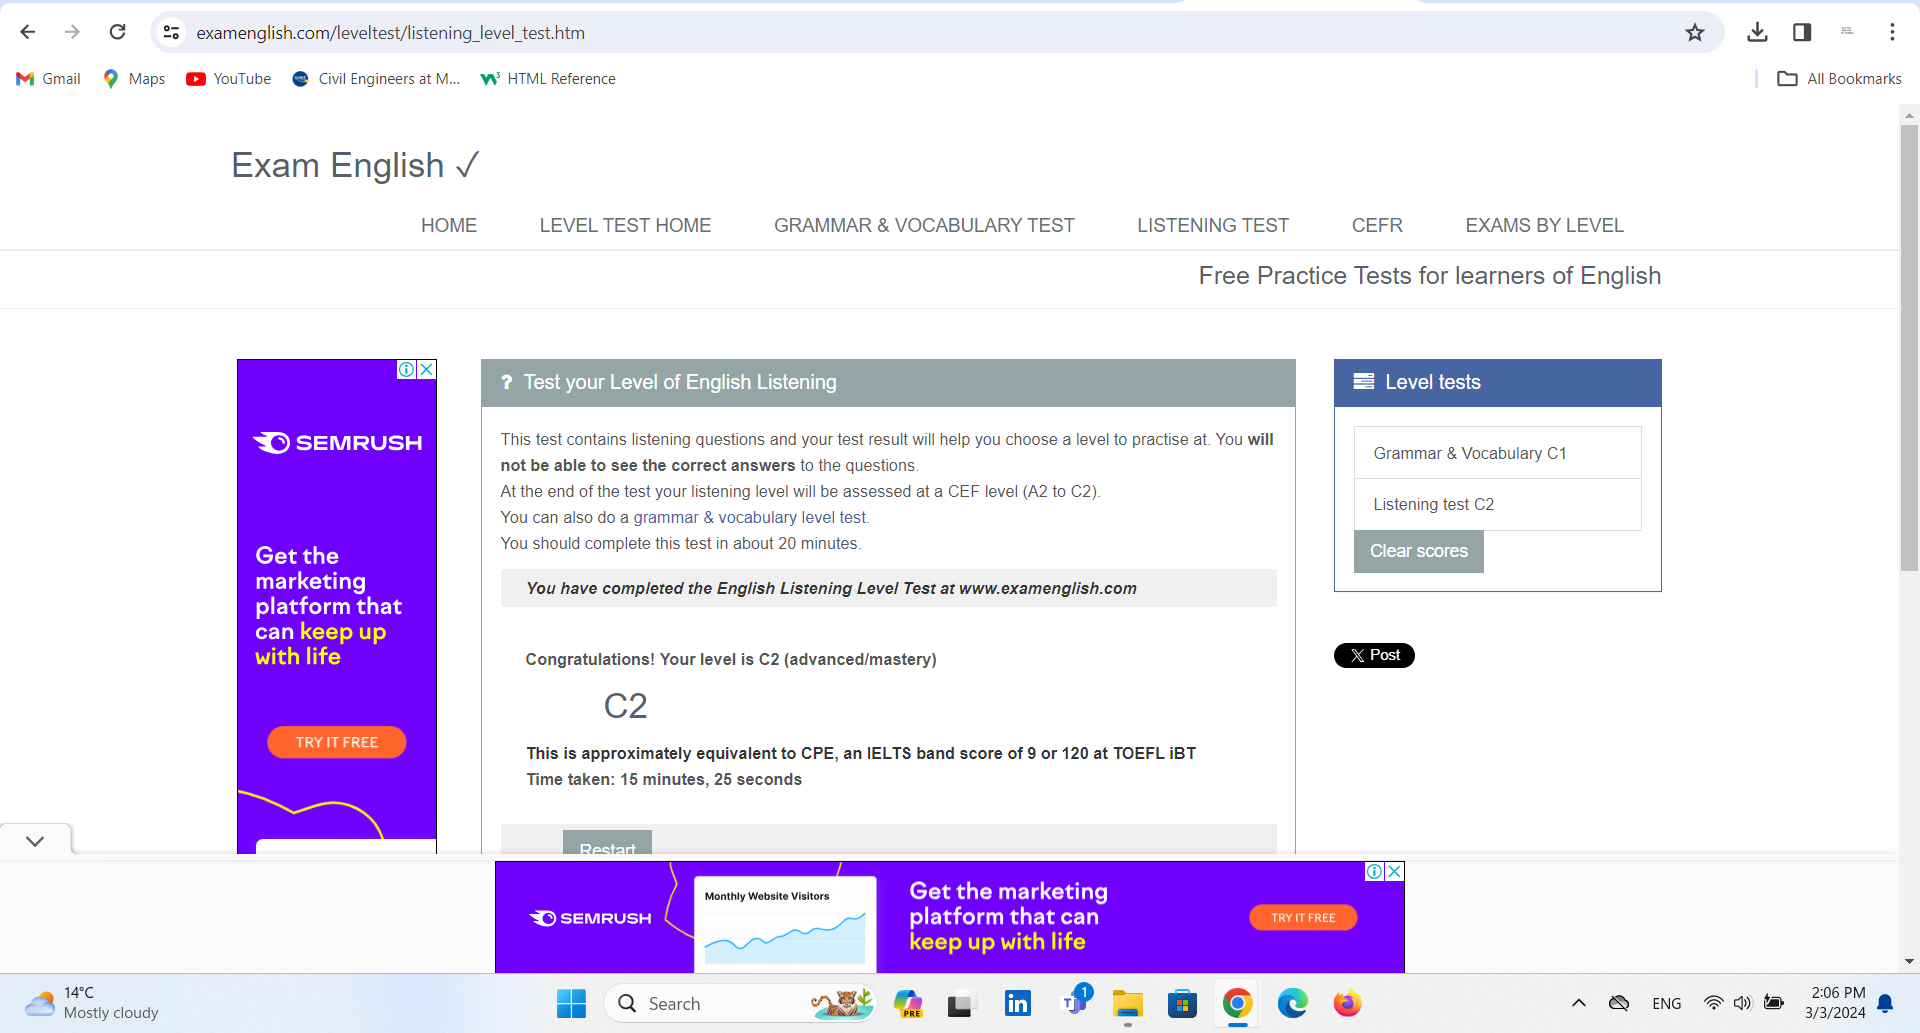 examenglish.com/leveltest/listening_level_test.htm
Gmail
Maps
YouTube
Civil Engineers at M...
HTML Reference
All Bookmarks
Exam English ✓
HOME
LEVEL TEST HOME
GRAMMAR & VOCABULARY TEST
LISTENING TEST
CEFR
EXAMS BY LEVEL
Free Practice Tests for learners of English
SEMRUSH
Get the
marketing
platform that
can keep up
with life
TRY IT FREE
? Test your Level of English Listening
This test contains listening questions and your test result will help you choose a level to practise at. You will
not be able to see the correct answers to the questions.
At the end of the test your listening level will be assessed at a CEF level (A2 to C2).
You can also do a grammar & vocabulary level test.
You should complete this test in about 20 minutes.
You have completed the English Listening Level Test at www.examenglish.com
Congratulations! Your level is C2 (advanced/mastery)
C2
This is approximately equivalent to CPE, an IELTS band score of 9 or 120 at TOEFL iBT
Time taken: 15 minutes, 25 seconds
Restart
Level tests
Grammar & Vocabulary C1
Listening test C2
Clear scores
X Post
SEMRUSH
Monthly Website Visitors
Get the marketing
platform that can
keep up with life
TRY IT FREE
14°C
Mostly cloudy
Search
PRE
1
ENG
2:06 PM
3/3/2024